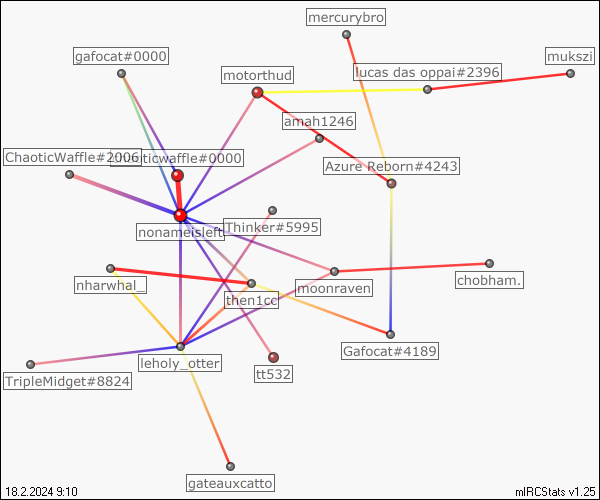 mercurybro
gafocat#0000
mukszi
motorthud
lucas das oppai#2396
amah1246
ChaoticWaffle#2006
chaoticwaffle#0000
Azure Reborn#4243
nonameisleft
Thinker#5995
nharwhal_
then1cc
moonraven
chobham.
Gafocat#4189
leholy_otter
TripleMidget#8824
tt532
gateauxcatto
18.2.2024 9:10
mIRCStats v1.25